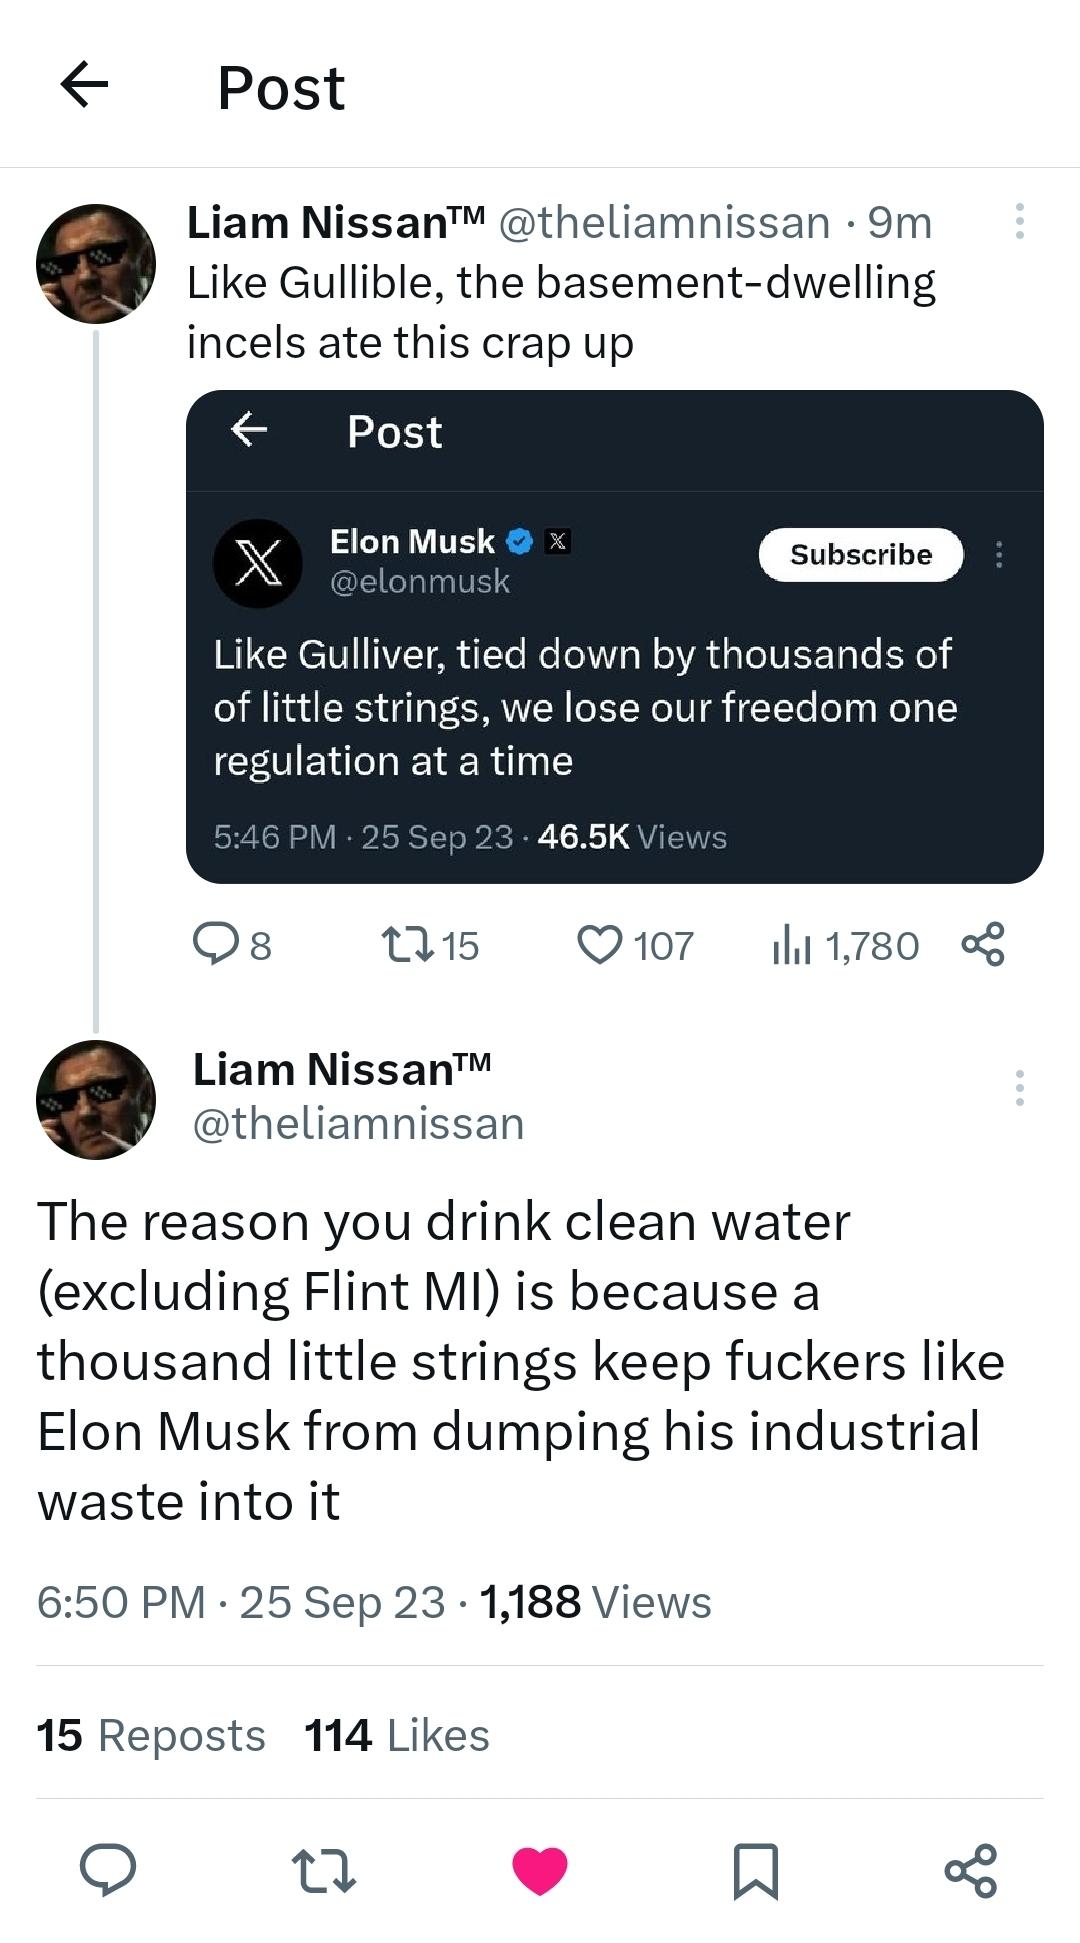 Post
Liam Nissan™ @theliamnissan · 9m
Like Gullible, the basement-dwelling
incels ate this crap up
Post
Elon Musk
Subscribe
@elonmusk
Like Gulliver, tied down by thousands of
of little strings, we lose our freedom one
regulation at a time
5:46 PM · 25 Sep 23 · 46.5K Views
8 15 107 1,780
Liam Nissan™
@theliamnissan
The reason you drink clean water
(excluding Flint MI) is because a
thousand little strings keep fuckers like
Elon Musk from dumping his industrial
waste into it
6:50 PM · 25 Sep 23 · 1,188 Views
15 Reposts 114 Likes